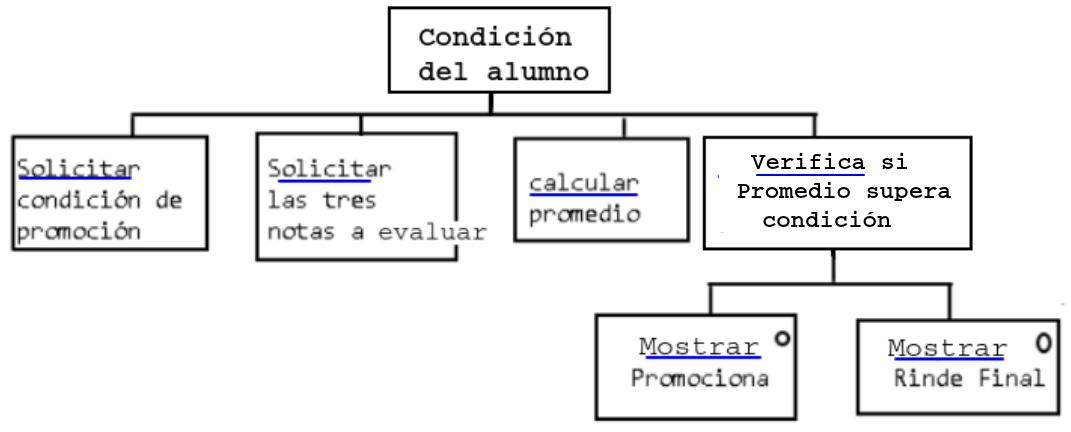 Condición
del alumno
Solicitar
condición de
promoción
Solicitar
las tres
notas a evaluar
calcular
promedio
Verifica si
Promedio supera
condición
Mostrar
Promociona
Mostrar
Rinde Final